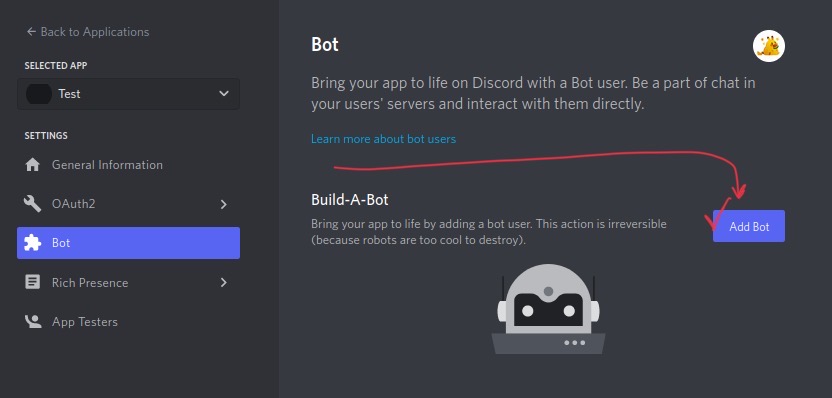 Back to Applications
SELECTED APP
Test
SETTINGS
General Information
OAuth2
Bot
Rich Presence
App Testers
Bot
Bring your app to life on Discord with a Bot user. Be a part of chat in
your users' servers and interact with them directly.
Learn more about bot users
Build-A-Bot
Bring your app to life by adding a bot user. This action is irreversible
(because robots are too cool to destroy).
Add Bot